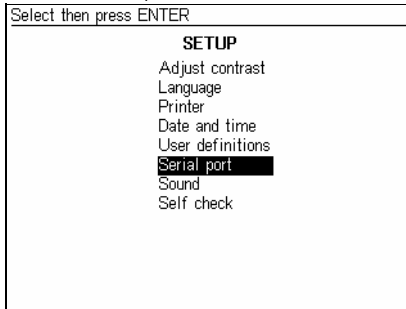 Select then press ENTER
SETUP
Adjust contrast
Language
Printer
Date and time
User definitions
Serial port
Sound
Self check